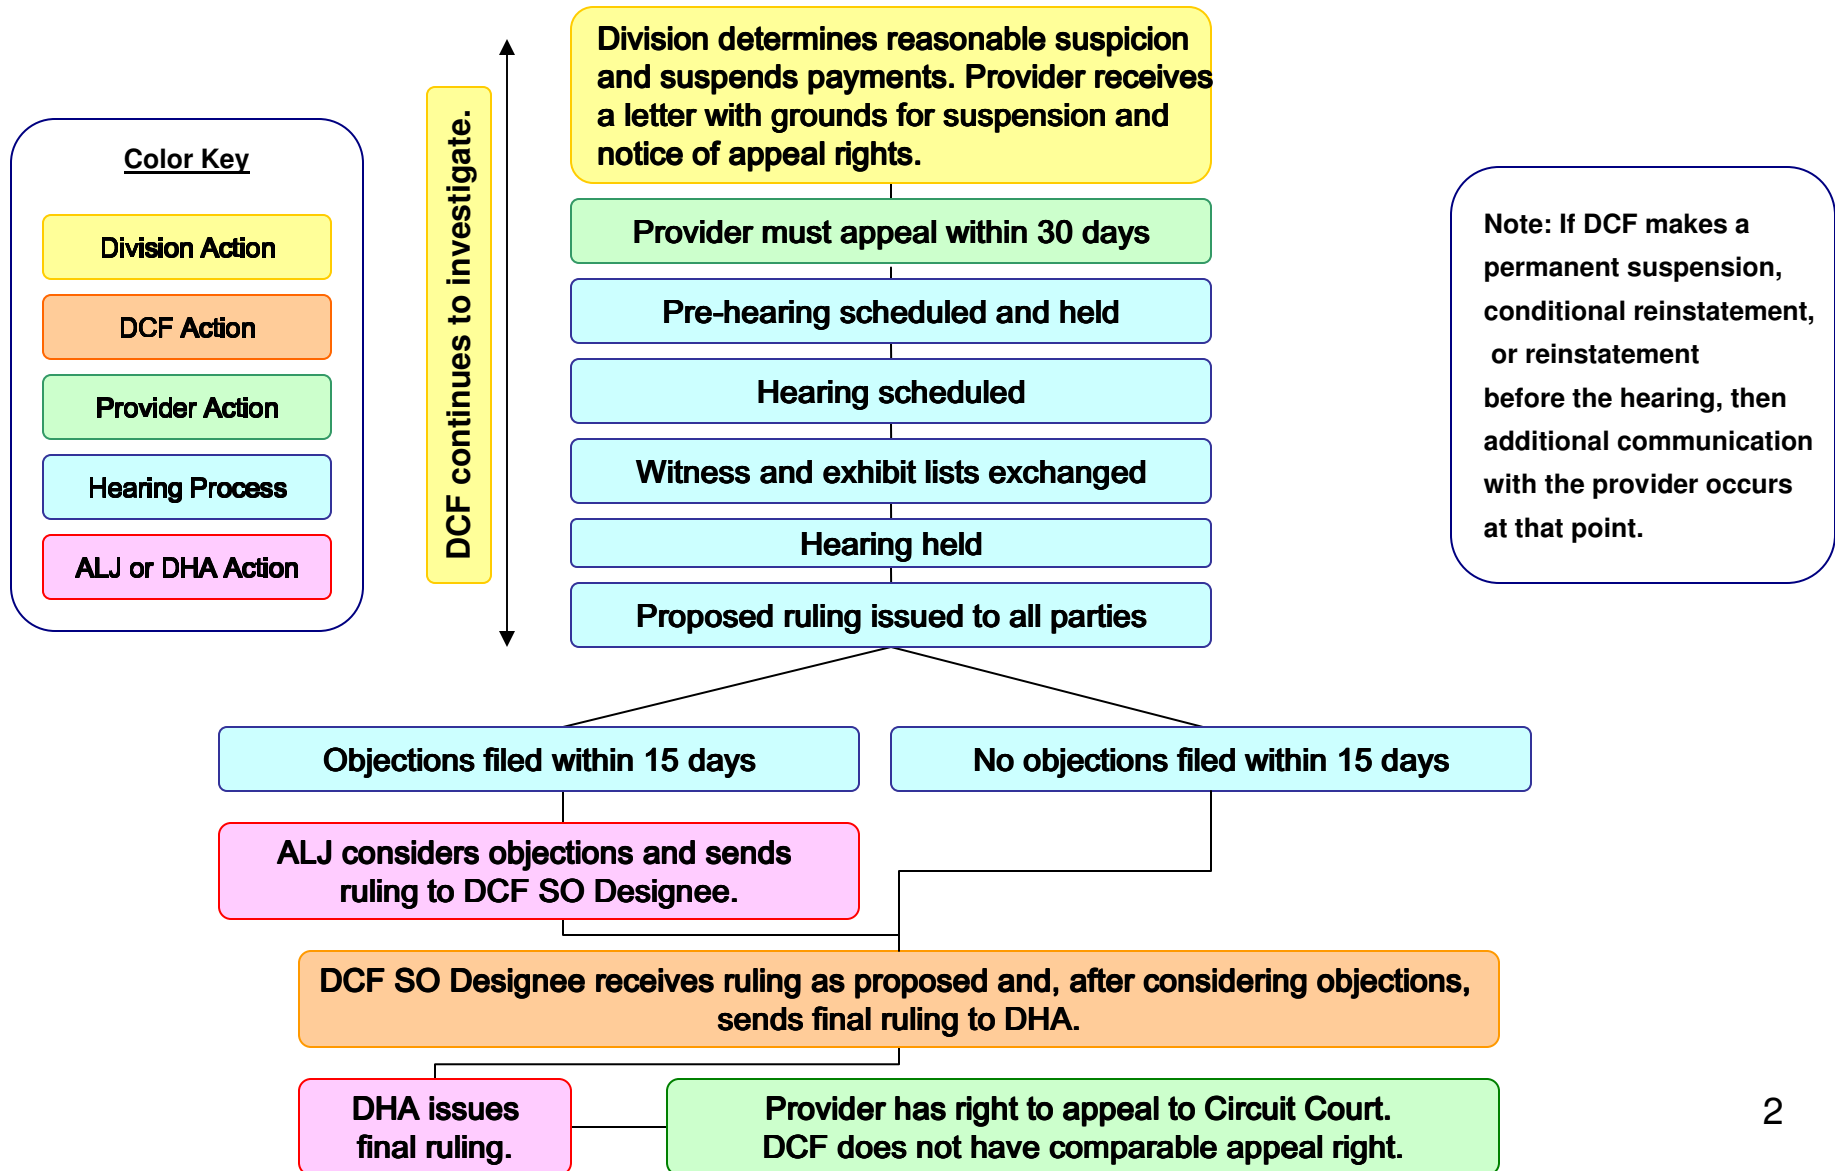 Division determines reasonable suspicion
and suspends payments. Provider receives
a letter with grounds for suspension and
notice of appeal rights.
Color Key
Division Action
DCF Action
Provider Action
Hearing Process
ALJ or DHA Action
DCF continues to investigate.
Provider must appeal within 30 days
Pre-hearing scheduled and held
Hearing scheduled
Witness and exhibit lists exchanged
Hearing held
Proposed ruling issued to all parties
Note: If DCF makes a
permanent suspension,
conditional reinstatement,
or reinstatement
before the hearing, then
additional communication
with the provider occurs
at that point.
Objections filed within 15 days
No objections filed within 15 days
ALJ considers objections and sends
ruling to DCF SO Designee.
DCF SO Designee receives ruling as proposed and, after considering objections,
sends final ruling to DHA.
DHA issues
final ruling.
Provider has right to appeal to Circuit Court.
DCF does not have comparable appeal right.
2